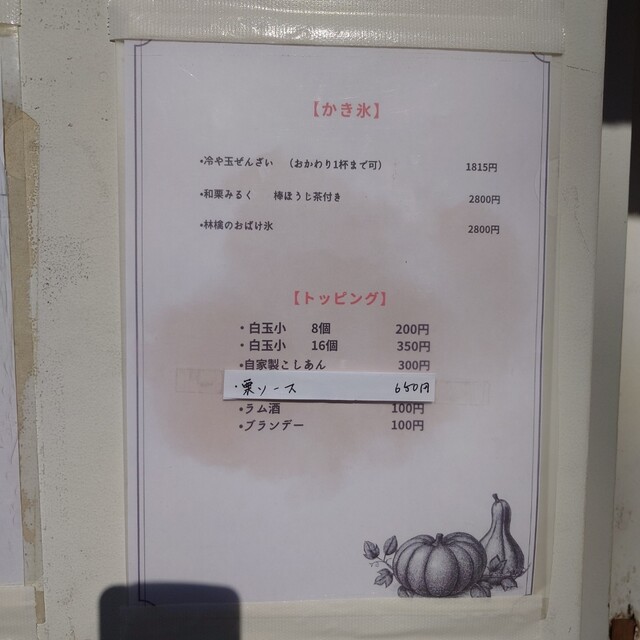 【かき氷】
•冷や玉ぜんざい （おかわり1杯まで可） 1815円
•和栗みるく 棒ほうじ茶付き 2800円
•林檎のおばけ氷 2800円
【トッピング】
・白玉小 8個 200円
・白玉小 16個 350円
•自家製こしあん 300円
・栗ソース 650円
•ラム酒 100円
•ブランデー 100円